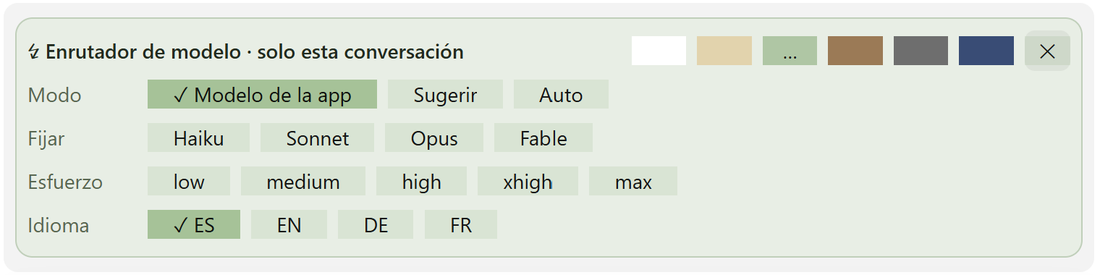 ↯ Enrutador de modelo · solo esta conversación ... ×
Modo ✓ Modelo de la app Sugerir Auto
Fijar Haiku Sonnet Opus Fable
Esfuerzo low medium high xhigh max
Idioma ✓ ES EN DE FR